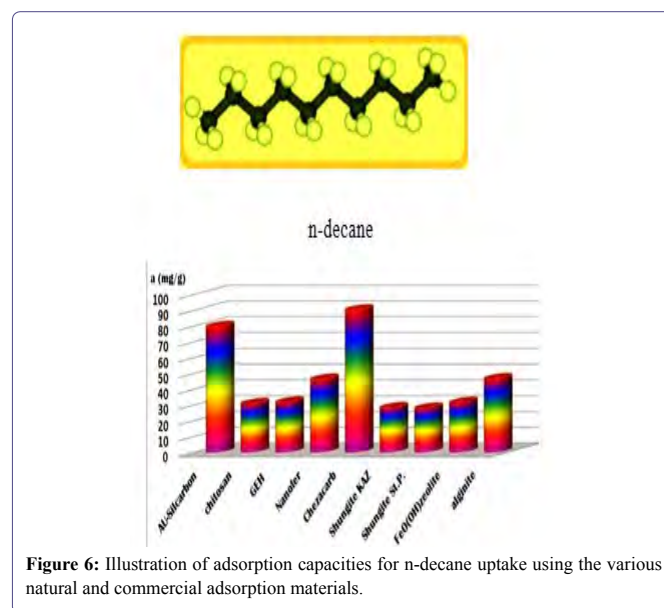 n-decane
a (mg/g)
100
90
80
70
60
50
40
30
20
10
0
AU-Silcarbon
chitosan
GEH
Nanofer
Chezacarb
Shungite KAZ
Shungite St.P.
FeO(OH)zeolite
alginite
Figure 6: Illustration of adsorption capacities for n-decane uptake using the various
natural and commercial adsorption materials.